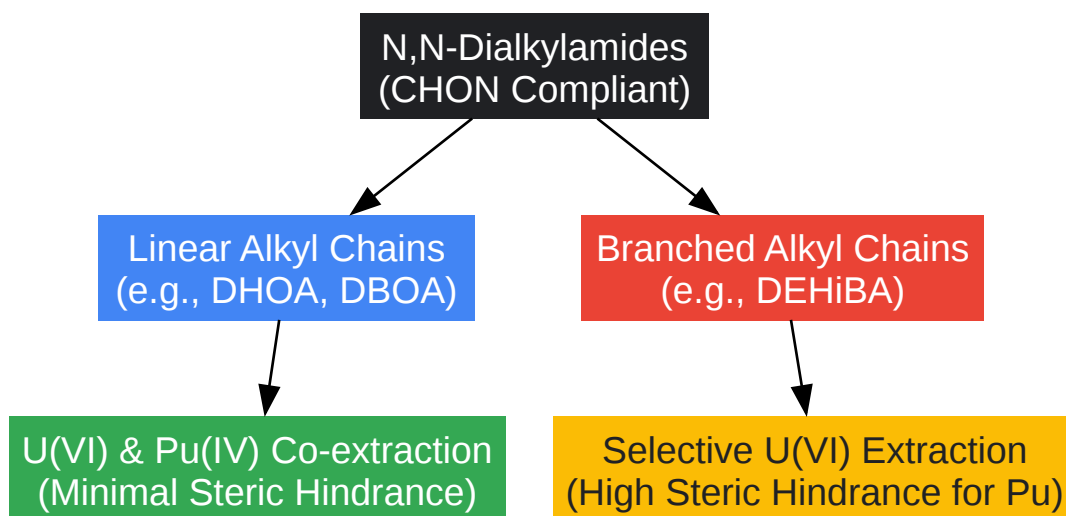 N,N-Dialkylamides
(CHON Compliant)
Linear Alkyl Chains
(e.g., DHOA, DBOA)
Branched Alkyl Chains
(e.g., DEHiBA)
U(VI) & Pu(IV) Co-extraction
(Minimal Steric Hindrance)
Selective U(VI) Extraction
(High Steric Hindrance for Pu)